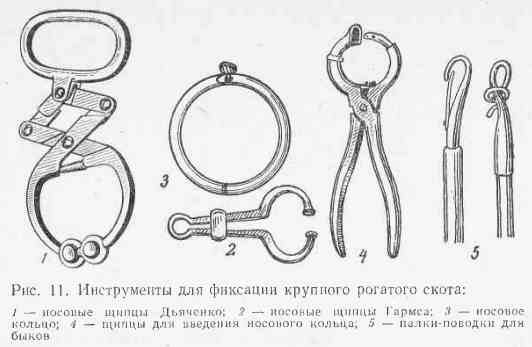 3
1
2
4
5
Рис. 11. Инструменты для фиксации крупного рогатого скота:
1 — носовые щипцы Дьяченко; 2 — носовые щипцы Гармса; 3 — носовое
кольцо; 4 — щипцы для введения носового кольца; 5 — палки-поводки для
быков